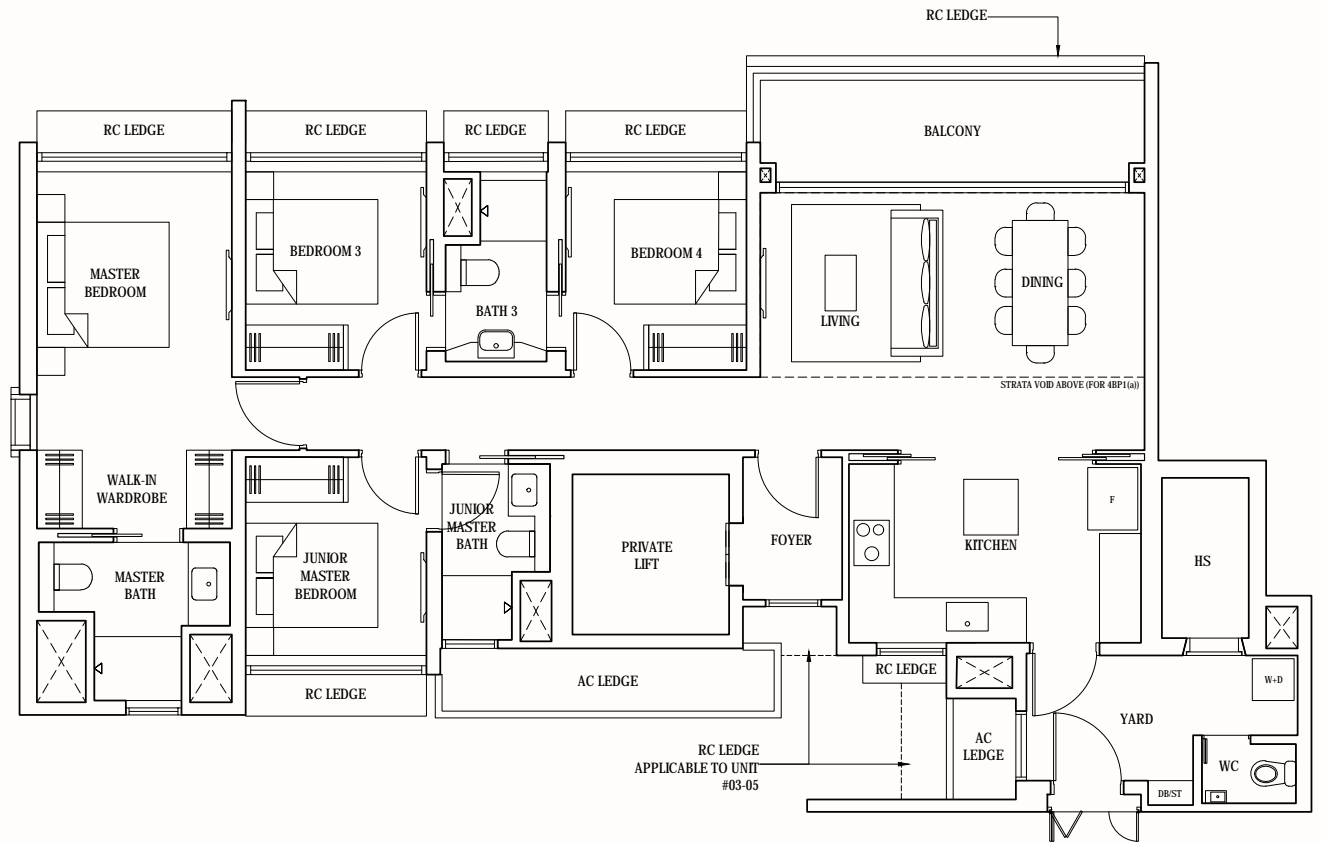 RC LEDGE
RC LEDGE
RC LEDGE
RC LEDGE
RC LEDGE
BALCONY
MASTER
BEDROOM
BEDROOM 3
BATH 3
BEDROOM 4
LIVING
DINING
STRATA VOID ABOVE (FOR 4BP1(a))
WALK-IN
WARDROBE
MASTER
BATH
JUNIOR
MASTER
BEDROOM
JUNIOR
MASTER
BATH
PRIVATE
LIFT
FOYER
KITCHEN
F
HS
RC LEDGE
AC LEDGE
RC LEDGE
W+D
YARD
AC
LEDGE
WC
DB/ST
RC LEDGE
APPLICABLE TO UNIT
#03-05